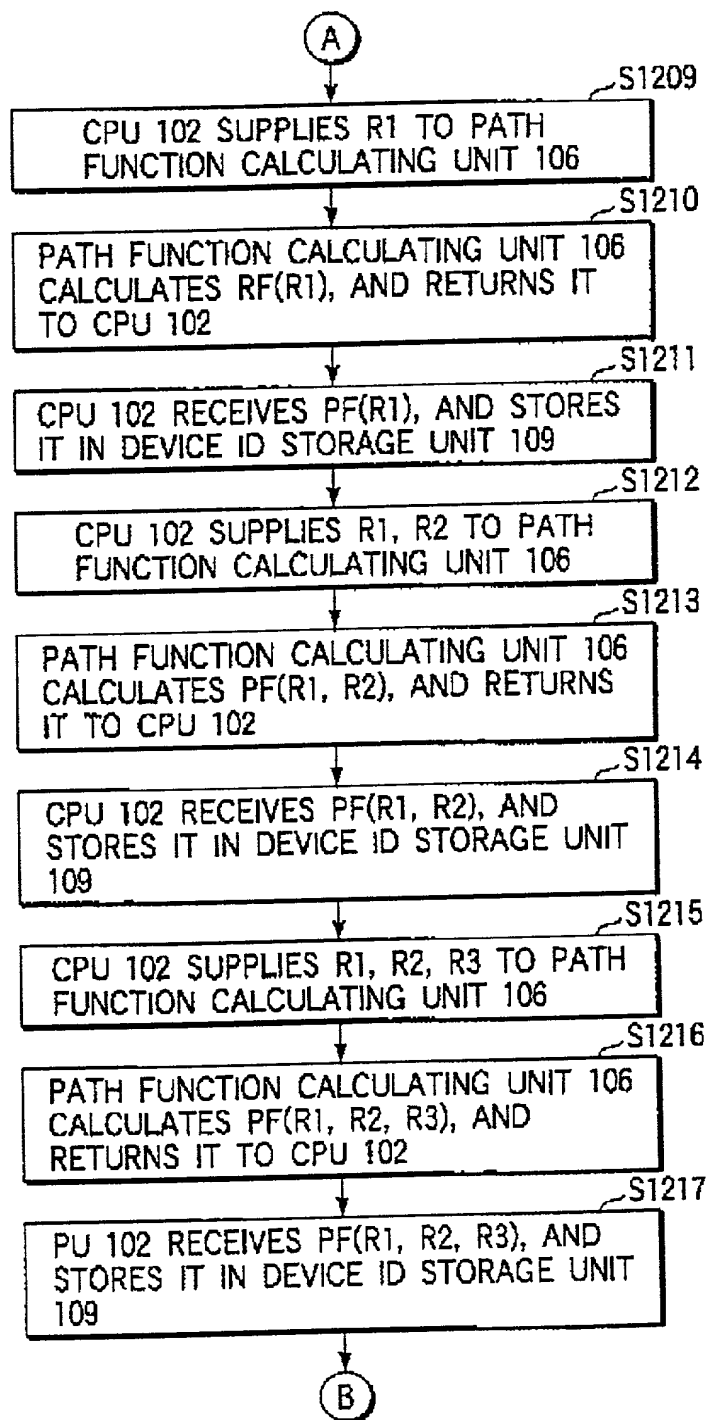 A
S1209
CPU 102 SUPPLIES R1 TO PATH
FUNCTION CALCULATING UNIT 106
S1210
PATH FUNCTION CALCULATING UNIT 106
CALCULATES RF(R1), AND RETURNS IT
TO CPU 102
S1211
CPU 102 RECEIVES PF(R1), AND STORES
IT IN DEVICE ID STORAGE UNIT 109
S1212
CPU 102 SUPPLIES R1, R2 TO PATH
FUNCTION CALCULATING UNIT 106
S1213
PATH FUNCTION CALCULATING UNIT 106
CALCULATES PF(R1, R2), AND RETURNS
IT TO CPU 102
S1214
CPU 102 RECEIVES PF(R1, R2), AND
STORES IT IN DEVICE ID STORAGE UNIT
109
S1215
CPU 102 SUPPLIES R1, R2, R3 TO PATH
FUNCTION CALCULATING UNIT 106
S1216
PATH FUNCTION CALCULATING UNIT 106
CALCULATES PF(R1, R2, R3), AND
RETURNS IT TO CPU 102
S1217
PU 102 RECEIVES PF(R1, R2, R3), AND
STORES IT IN DEVICE ID STORAGE UNIT
109
B